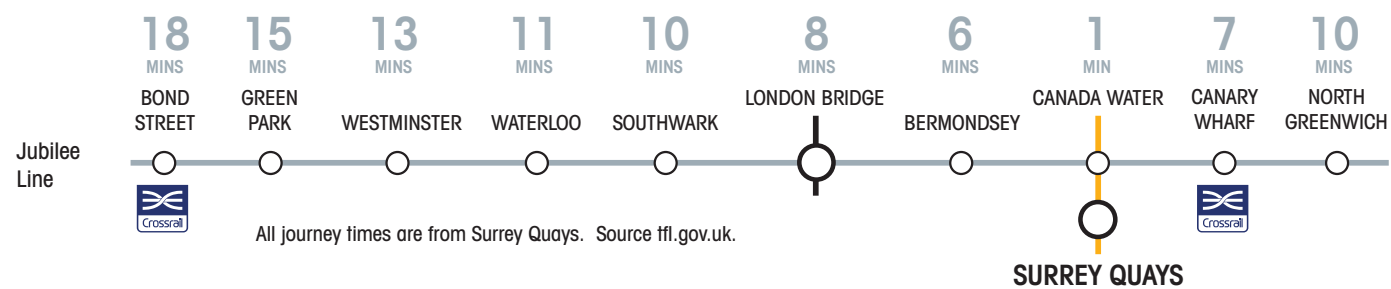 18 15 13 11 10 8 6 1 7 10
MINS MINS MINS MINS MINS MINS MINS MIN MINS MINS
BOND
STREET
GREEN
PARK
WESTMINSTER
WATERLOO
SOUTHWARK
LONDON BRIDGE
BERMONDSEY
CANADA WATER
CANARY
WHARF
NORTH
GREENWICH
Jubilee
Line
Crossrail
Crossrail
All journey times are from Surrey Quays. Source tfl.gov.uk.
SURREY QUAYS